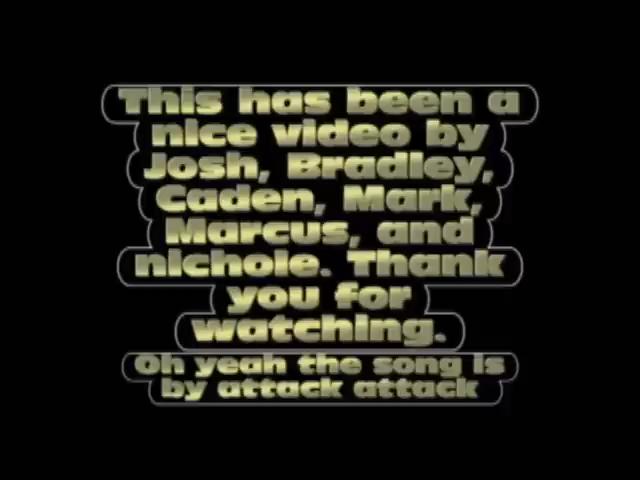 This has been a
nice video by
Josh, Bradley,
Caden, Mark,
Marcus, and
nichole. Thank
you for
watching.
Oh yeah the song is
by attack attack